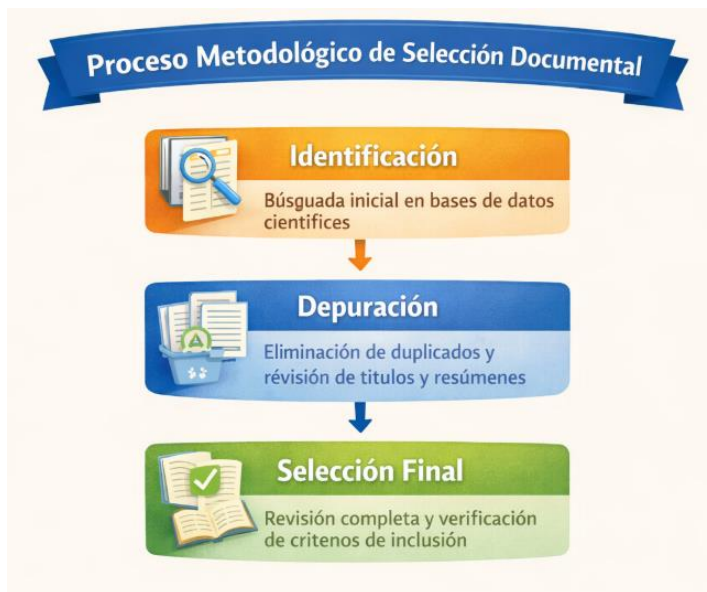 Proceso Metodológico de Selección Documental
Identificación
Búsguada inicial en bases de datos
cientifices
Depuración
Eliminación de duplicados y
révisión de titulos y resúmenes
Selección Final
Revisión completa y verificación
de critenos de inclusión